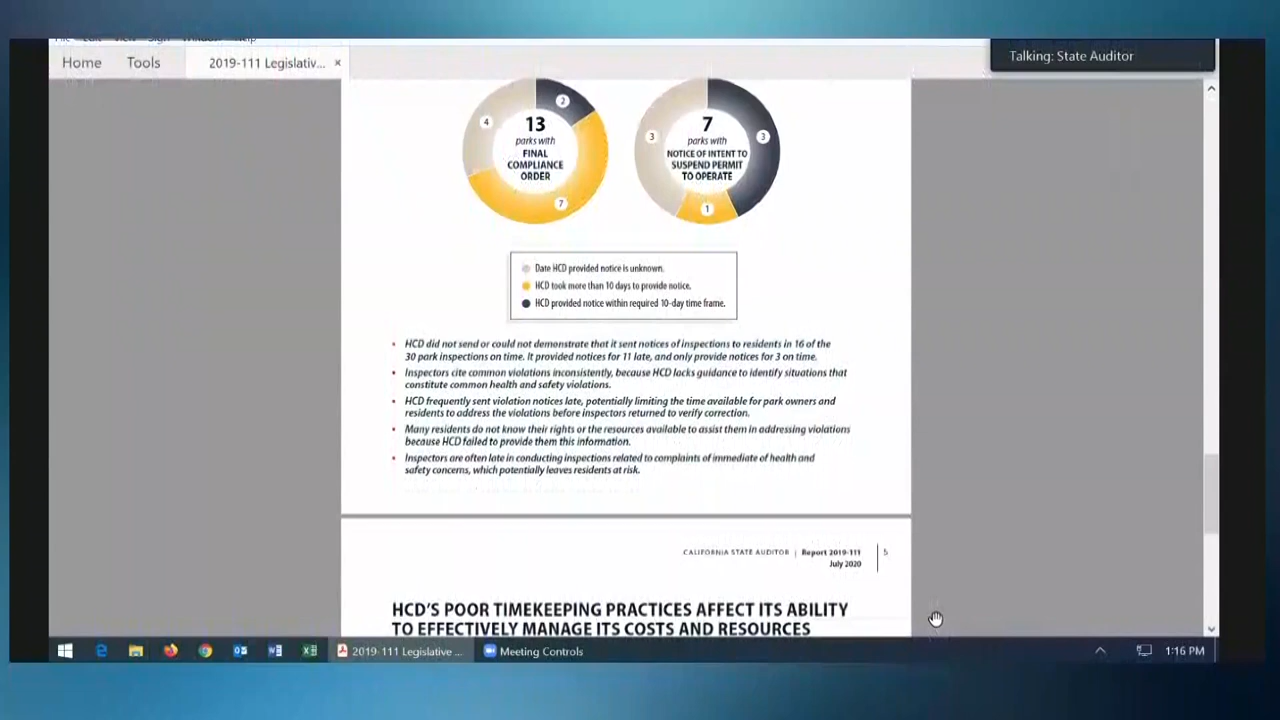 File Edit View Sign Window Help
Home Tools 2019-111 Legislativ... ×
Talking: State Auditor
2
4
13
parks with
FINAL
COMPLIANCE
ORDER
7
3
7
3
parks with
NOTICE OF INTENT TO
SUSPEND PERMIT
TO OPERATE
1
Date HCD provided notice is unknown.
HCD took more than 10 days to provide notice.
HCD provided notice within required 10-day time frame.
• HCD did not send or could not demonstrate that it sent notices of inspections to residents in 16 of the
30 park inspections on time. It provided notices for 11 late, and only provide notices for 3 on time.
• Inspectors cite common violations inconsistently, because HCD lacks guidance to identify situations that
constitute common health and safety violations.
• HCD frequently sent violation notices late, potentially limiting the time available for park owners and
residents to address the violations before inspectors returned to verify correction.
• Many residents do not know their rights or the resources available to assist them in addressing violations
because HCD failed to provide them this information.
• Inspectors are often late in conducting inspections related to complaints of immediate of health and
safety concerns, which potentially leaves residents at risk.
CALIFORNIA STATE AUDITOR | Report 2019-111 5
July 2020
HCD'S POOR TIMEKEEPING PRACTICES AFFECT ITS ABILITY
TO EFFECTIVELY MANAGE ITS COSTS AND RESOURCES
2019-111 Legislative ... Meeting Controls 1:16 PM